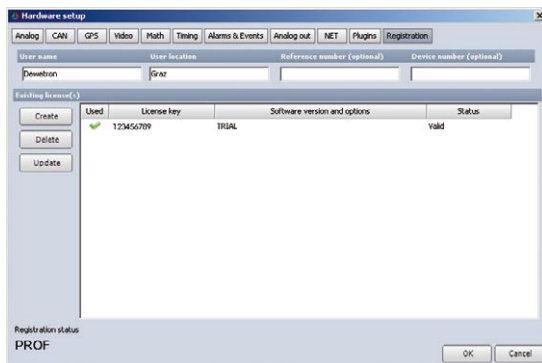 Hardware setup
Analog CAN GPS Video Math Timing Alarms & Events Analog out NET Plugins Registration
User name User location Reference number (optional) Device number (optional)
Dewetron Graz
Existing license(s)
Create Used License key Software version and options Status
123456789 TRIAL Valid
Delete
Update
Registration status
PROF
OK Cancel